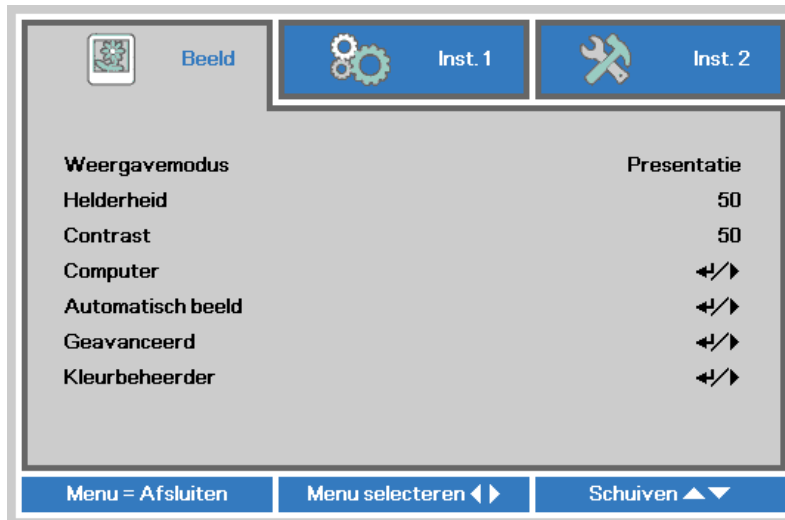 Beeld Inst. 1 Inst. 2
Weergavemodus Presentatie
Helderheid 50
Contrast 50
Computer ↵/▶
Automatisch beeld ↵/▶
Geavanceerd ↵/▶
Kleurbeheerder ↵/▶
Menu = Afsluiten Menu selecteren ◀▶ Schuiven ▲▼